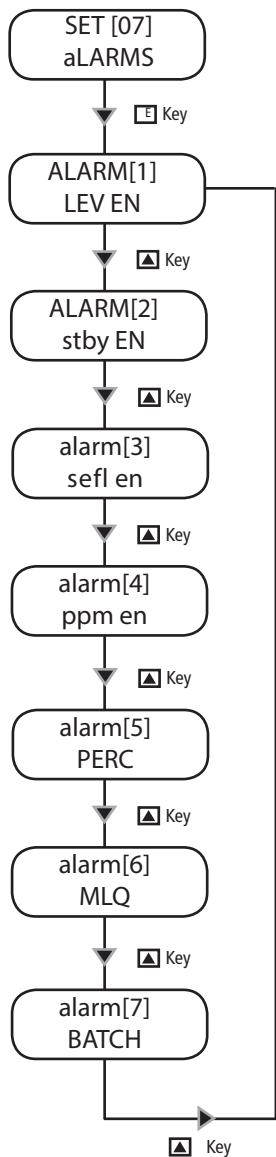 SET [07]
aLARMS
E Key
ALARM[1]
LEV EN
Key
ALARM[2]
stby EN
Key
alarm[3]
sefl en
Key
alarm[4]
ppm en
Key
alarm[5]
PERC
Key
alarm[6]
MLQ
Key
alarm[7]
BATCH
Key